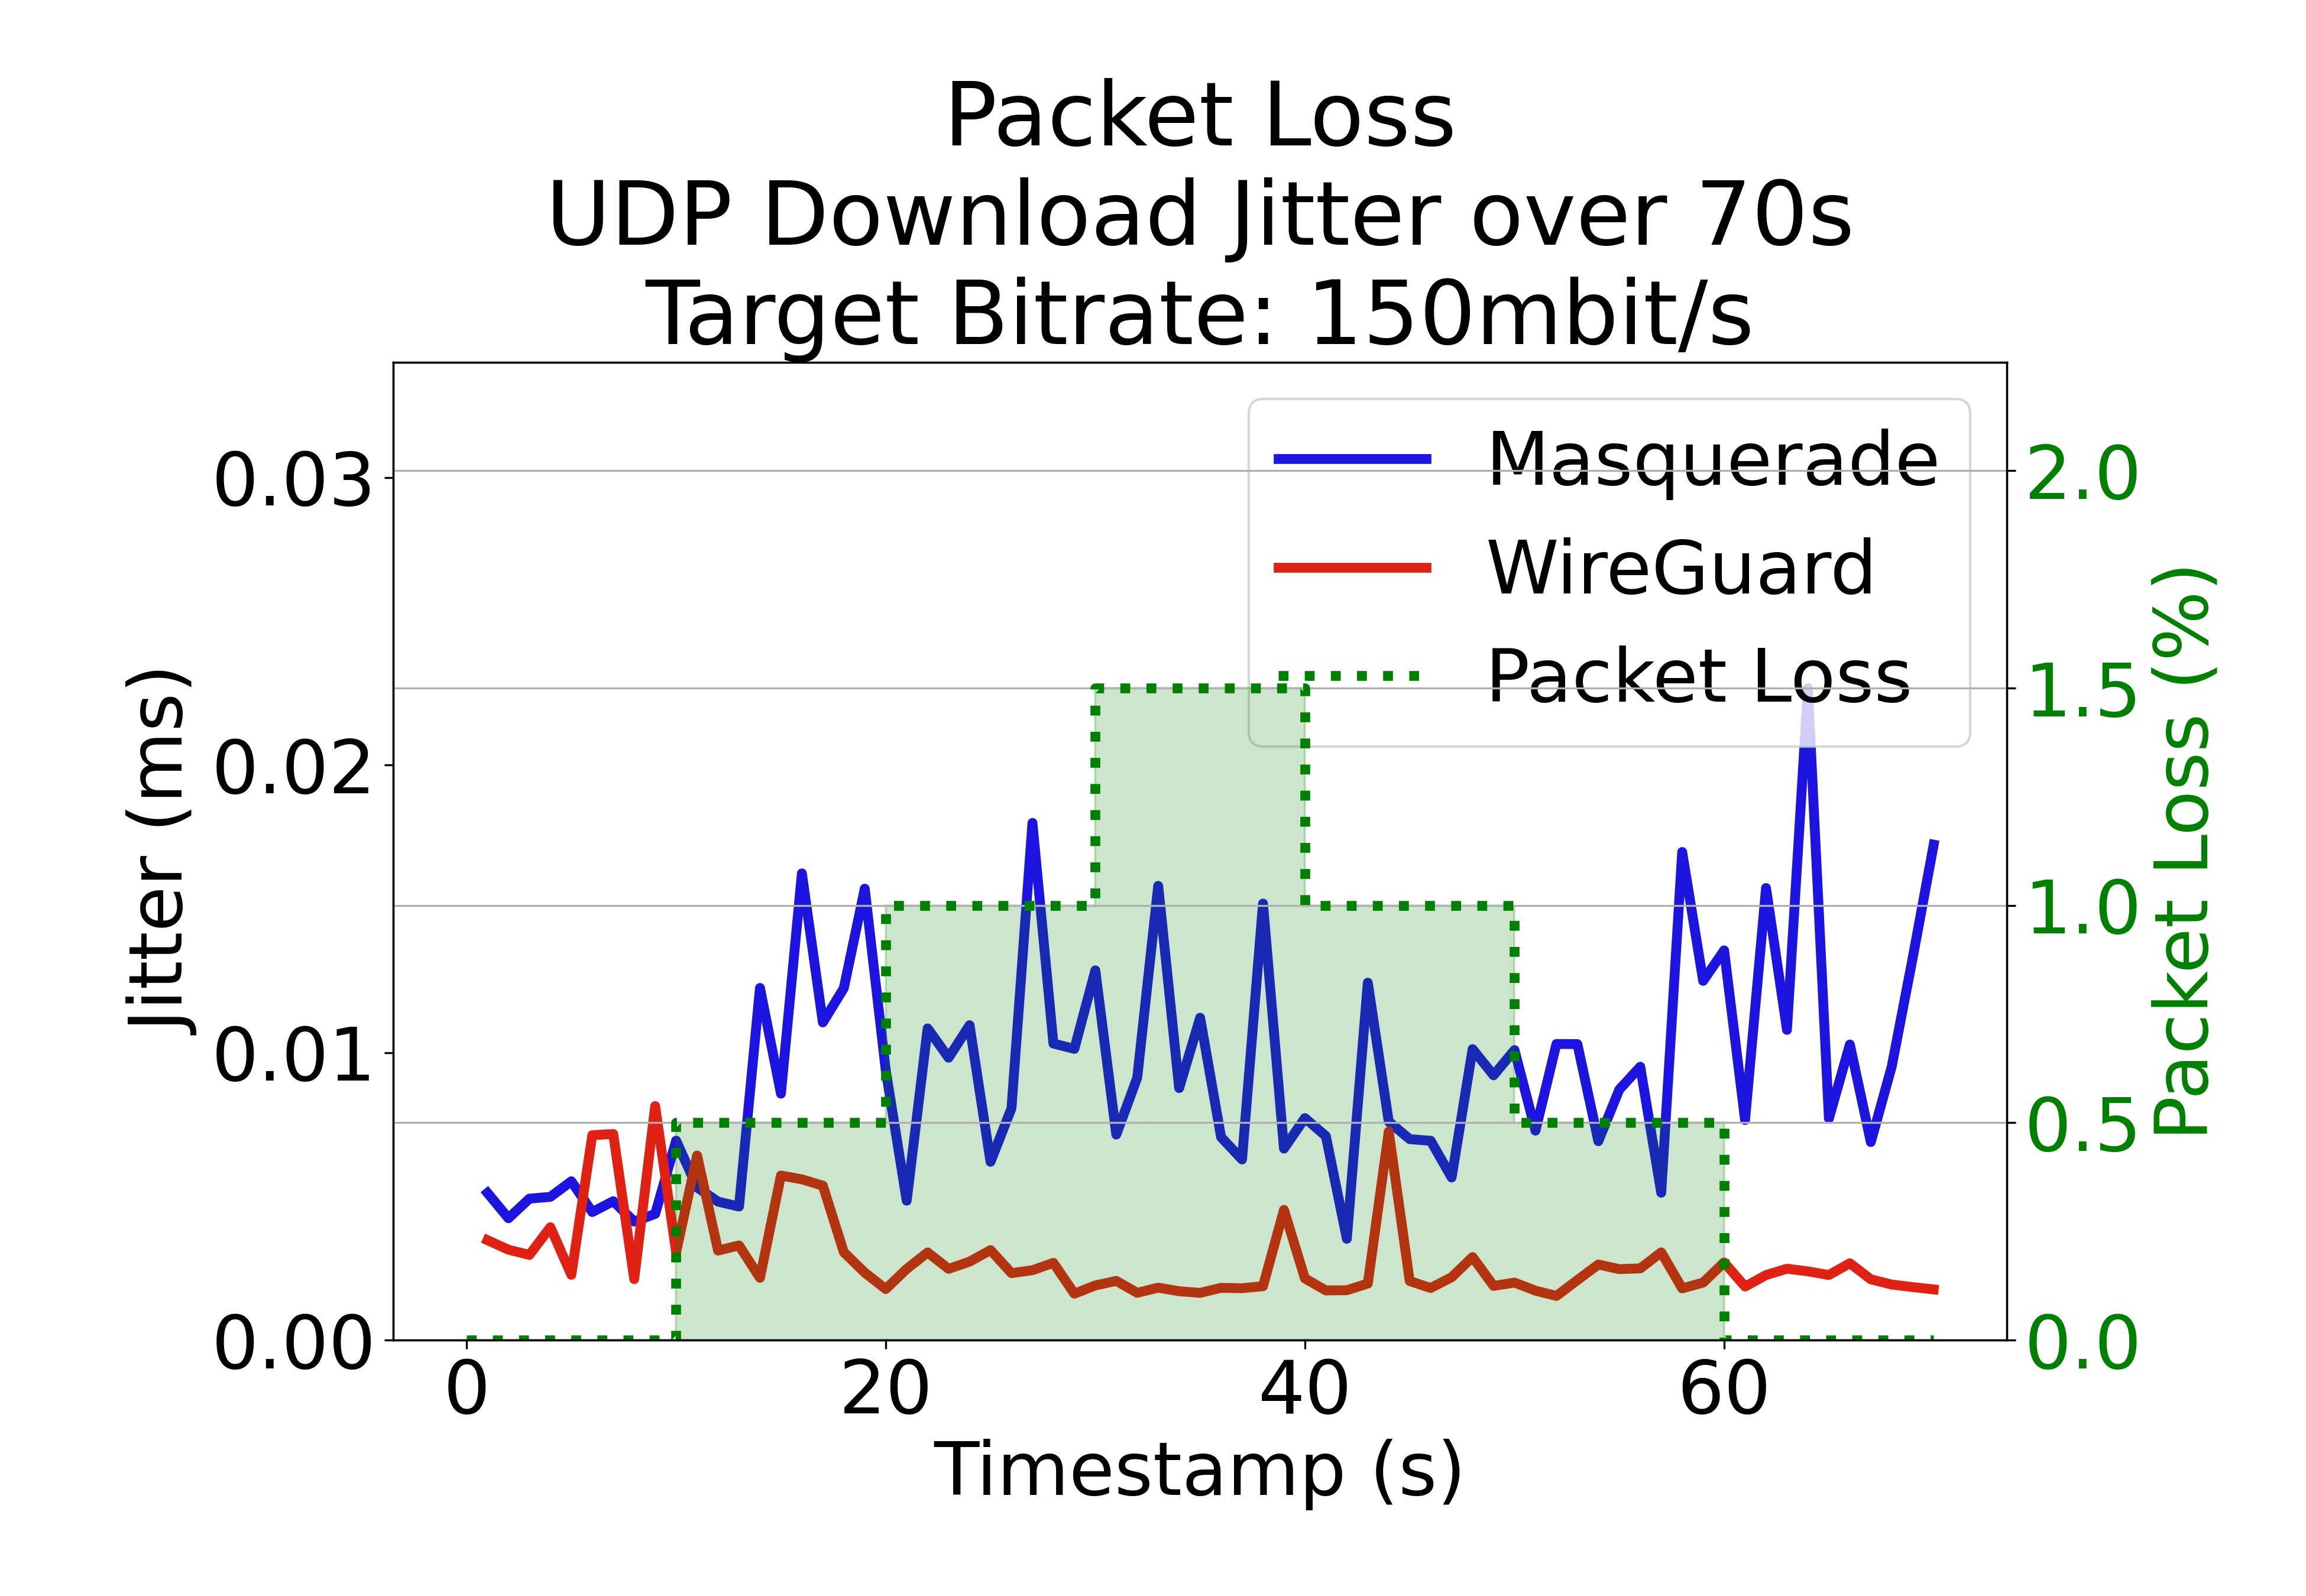 Packet Loss
UDP Download Jitter over 70s
Target Bitrate: 150mbit/s
Masquerade
WireGuard
Packet Loss
Jitter (ms)
0.03
0.02
0.01
0.00
2.0
1.5
1.0
0.5
0.0
Packet Loss (%)
0 20 40 60
Timestamp (s)